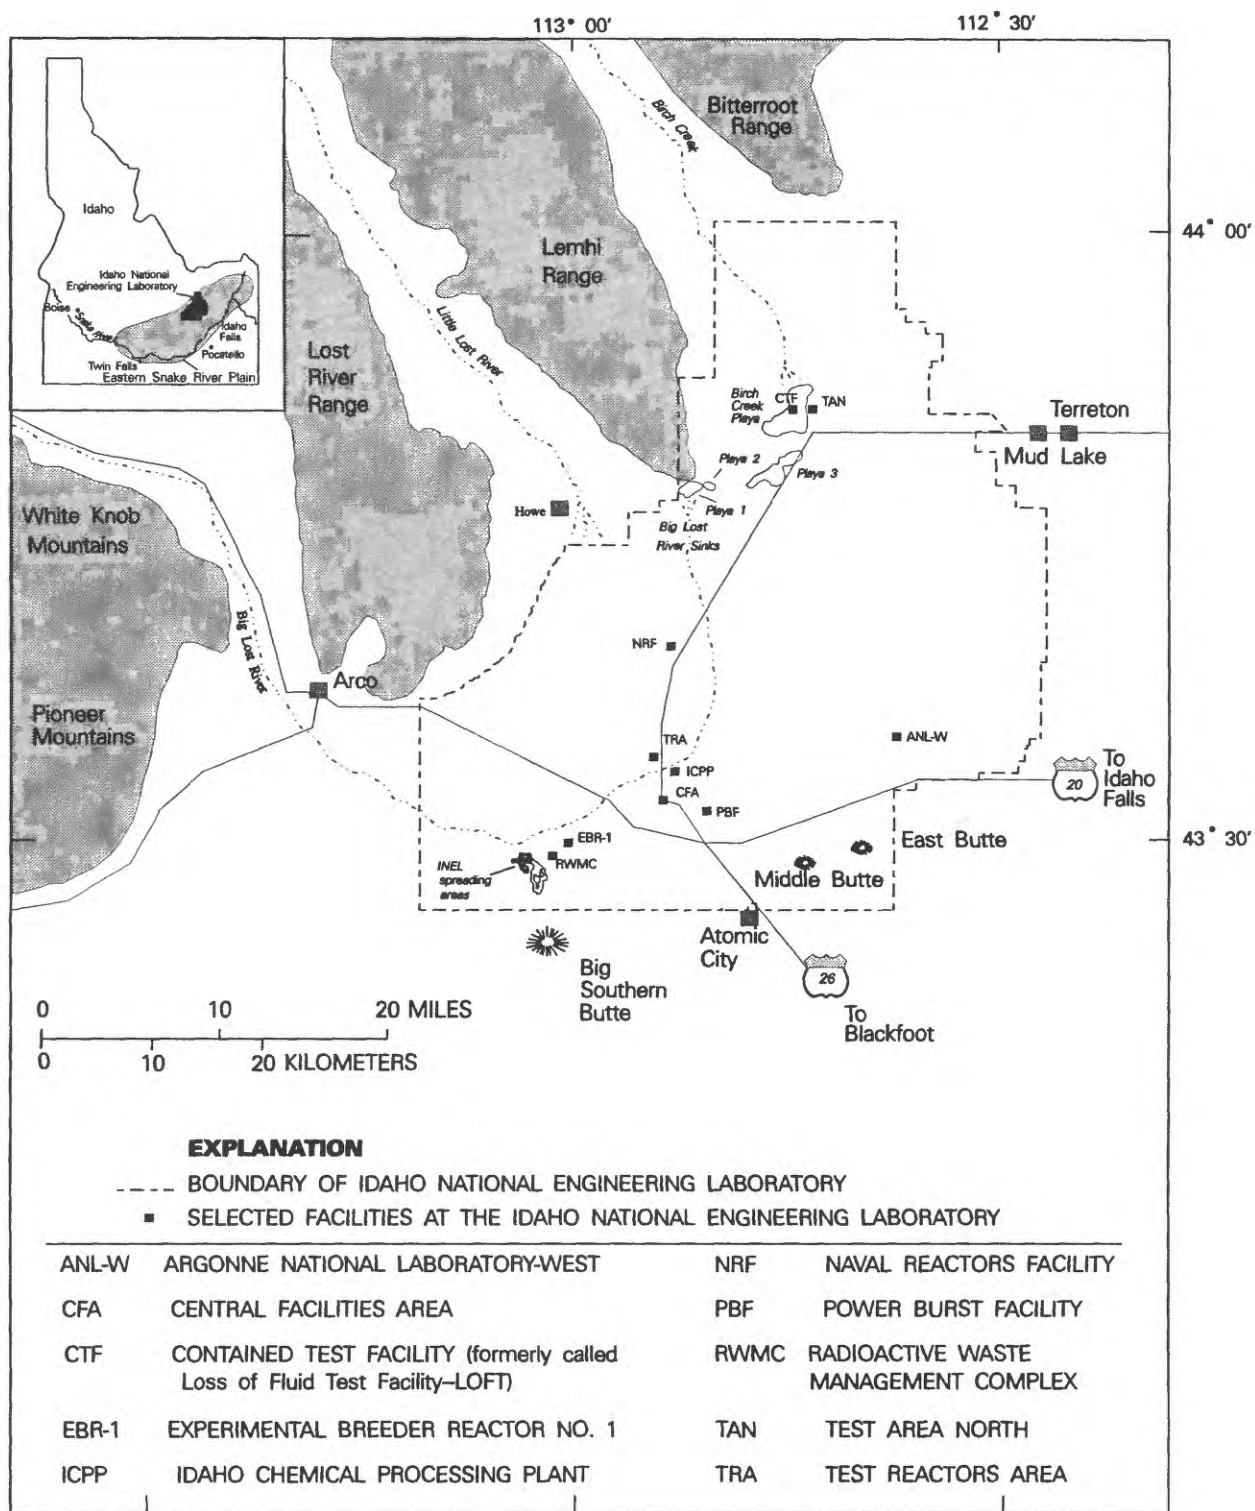 113° 00'
112° 30'
Birch Creek
Bitterroot
Range
Idaho
Idaho National
Engineering Laboratory
Boise
Snake River
Idaho
Falls
Pocatello
Twin Falls
Eastern Snake River Plain
44° 00'
Lemhi
Range
Little Lost River
Lost
River
Range
Birch
Creek
Playa
CTF
TAN
Terreton
Mud Lake
Playa 2
Playa 3
Playa 1
Howe
Big Lost
River Sinks
White Knob
Mountains
Big Lost River
NRF
Arco
Pioneer
Mountains
TRA
ANL-W
ICPP
CFA
PBF
20
To
Idaho
Falls
EBR-1
43° 30'
East Butte
INEL
spreading
areas
RWMC
Middle Butte
Atomic
City
Big
Southern
Butte
26
To
Blackfoot
0 10 20 MILES
0 10 20 KILOMETERS
EXPLANATION
BOUNDARY OF IDAHO NATIONAL ENGINEERING LABORATORY
SELECTED FACILITIES AT THE IDAHO NATIONAL ENGINEERING LABORATORY
ANL-W ARGONNE NATIONAL LABORATORY-WEST
NRF NAVAL REACTORS FACILITY
CFA CENTRAL FACILITIES AREA
PBF POWER BURST FACILITY
CTF CONTAINED TEST FACILITY (formerly called
Loss of Fluid Test Facility–LOFT)
RWMC RADIOACTIVE WASTE
MANAGEMENT COMPLEX
EBR-1 EXPERIMENTAL BREEDER REACTOR NO. 1
TAN TEST AREA NORTH
ICPP IDAHO CHEMICAL PROCESSING PLANT
TRA TEST REACTORS AREA